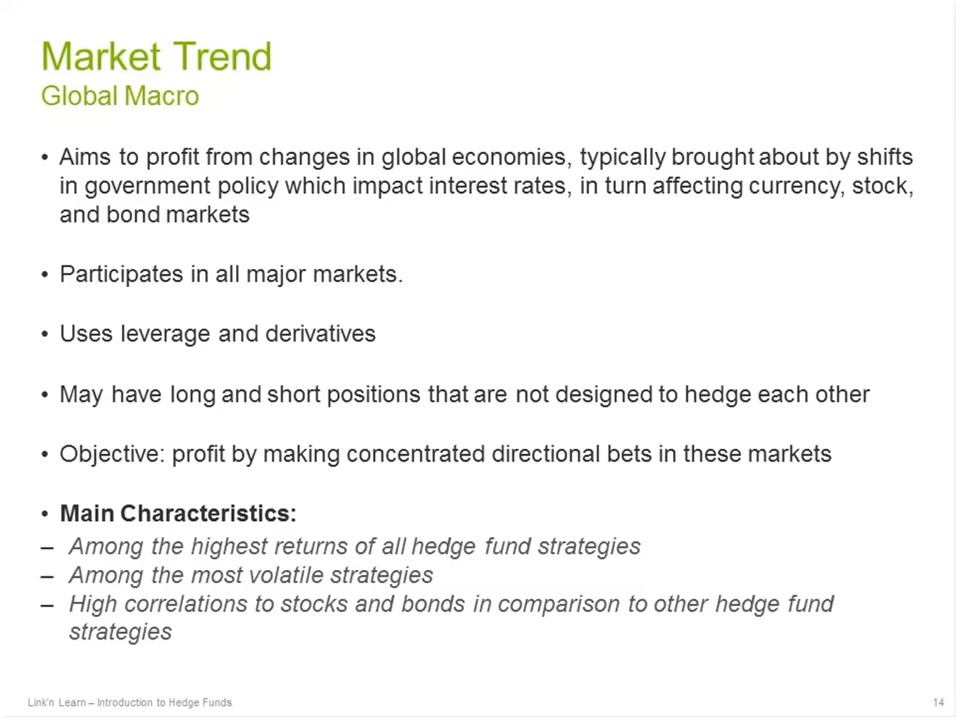 Market Trend
Global Macro
• Aims to profit from changes in global economies, typically brought about by shifts
in government policy which impact interest rates, in turn affecting currency, stock,
and bond markets
• Participates in all major markets.
• Uses leverage and derivatives
• May have long and short positions that are not designed to hedge each other
• Objective: profit by making concentrated directional bets in these markets
• Main Characteristics:
– Among the highest returns of all hedge fund strategies
– Among the most volatile strategies
– High correlations to stocks and bonds in comparison to other hedge fund
strategies
Link'n Learn – Introduction to Hedge Funds
14